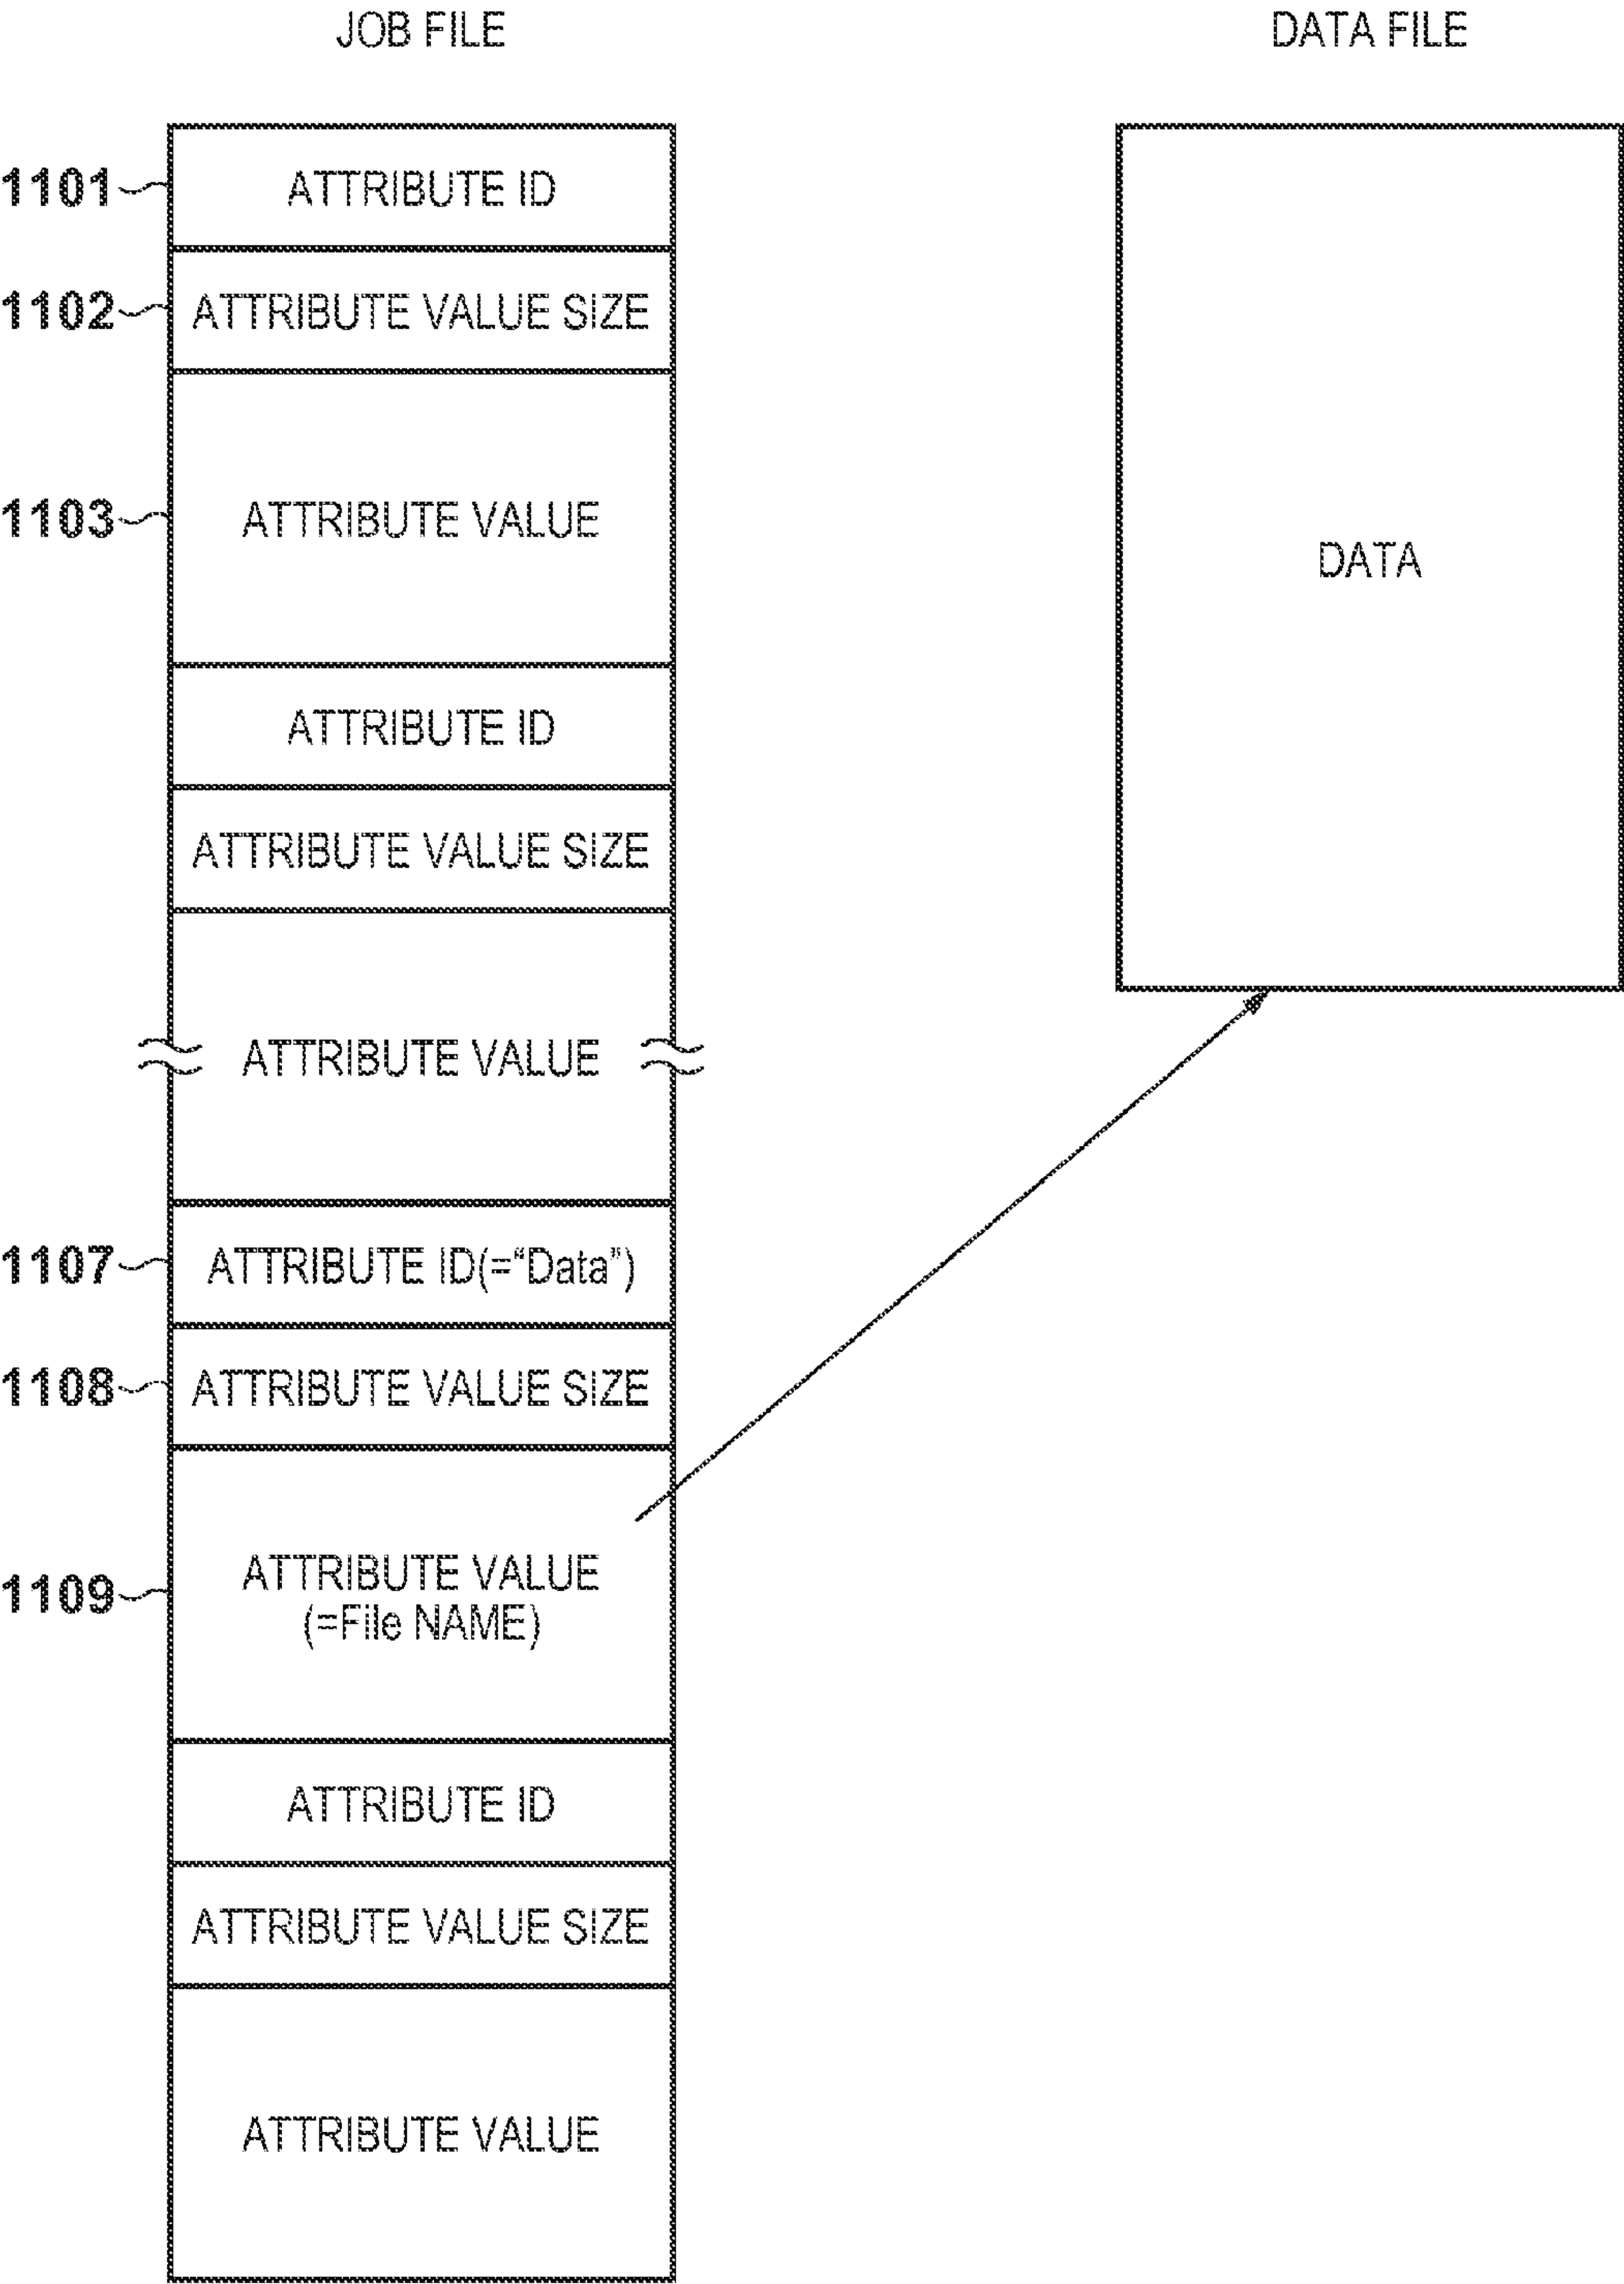 JOB FILE
DATA FILE
1101 ATTRIBUTE ID
1102 ATTRIBUTE VALUE SIZE
1103 ATTRIBUTE VALUE
DATA
ATTRIBUTE ID
ATTRIBUTE VALUE SIZE
ATTRIBUTE VALUE
1107 ATTRIBUTE ID(=“Data”)
1108 ATTRIBUTE VALUE SIZE
1109 ATTRIBUTE VALUE
(=File NAME)
ATTRIBUTE ID
ATTRIBUTE VALUE SIZE
ATTRIBUTE VALUE